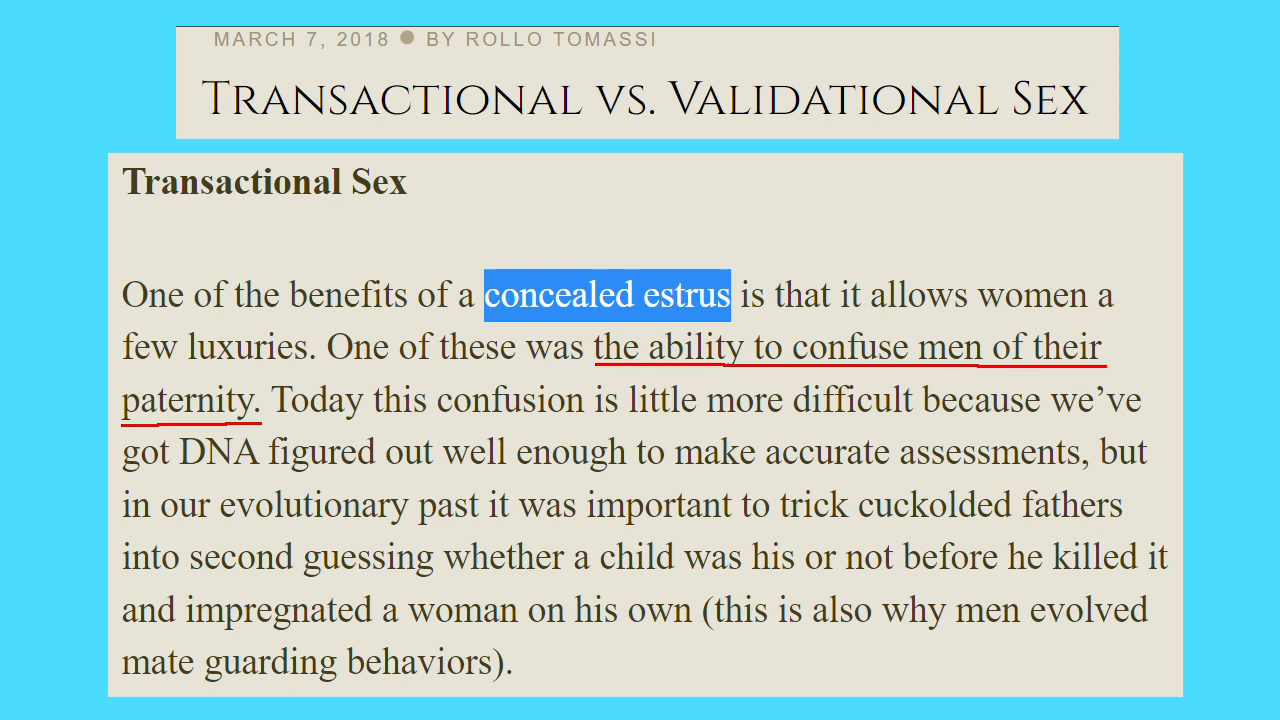 MARCH 7, 2018 ● BY ROLLO TOMASSI
Transactional vs. Validational Sex
Transactional Sex
One of the benefits of a concealed estrus is that it allows women a
few luxuries. One of these was the ability to confuse men of their
paternity. Today this confusion is little more difficult because we’ve
got DNA figured out well enough to make accurate assessments, but
in our evolutionary past it was important to trick cuckolded fathers
into second guessing whether a child was his or not before he killed it
and impregnated a woman on his own (this is also why men evolved
mate guarding behaviors).